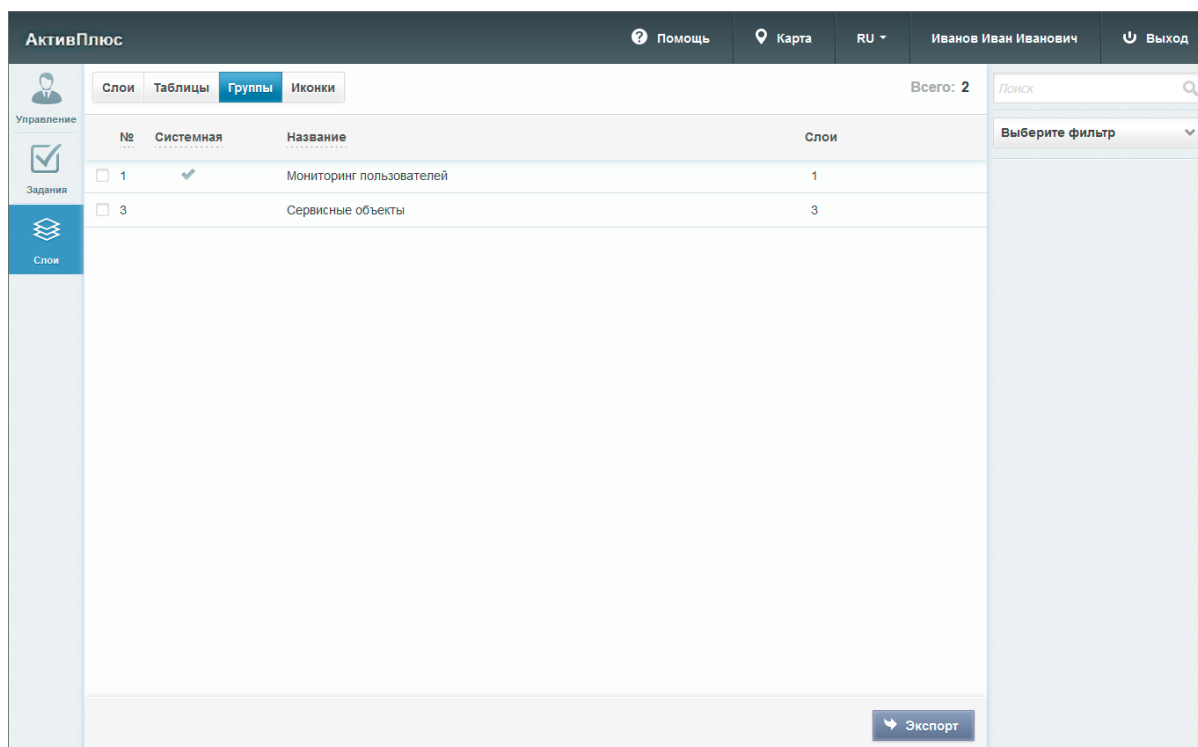 АктивПлюс Помощь Карта RU Иванов Иван Иванович Выход
Управление
Задания
Слои
Слои Таблицы Группы Иконки Всего: 2
№ Системная Название Слои
1 Мониторинг пользователей 1
3 Сервисные объекты 3
Экспорт
Поиск
Выберите фильтр